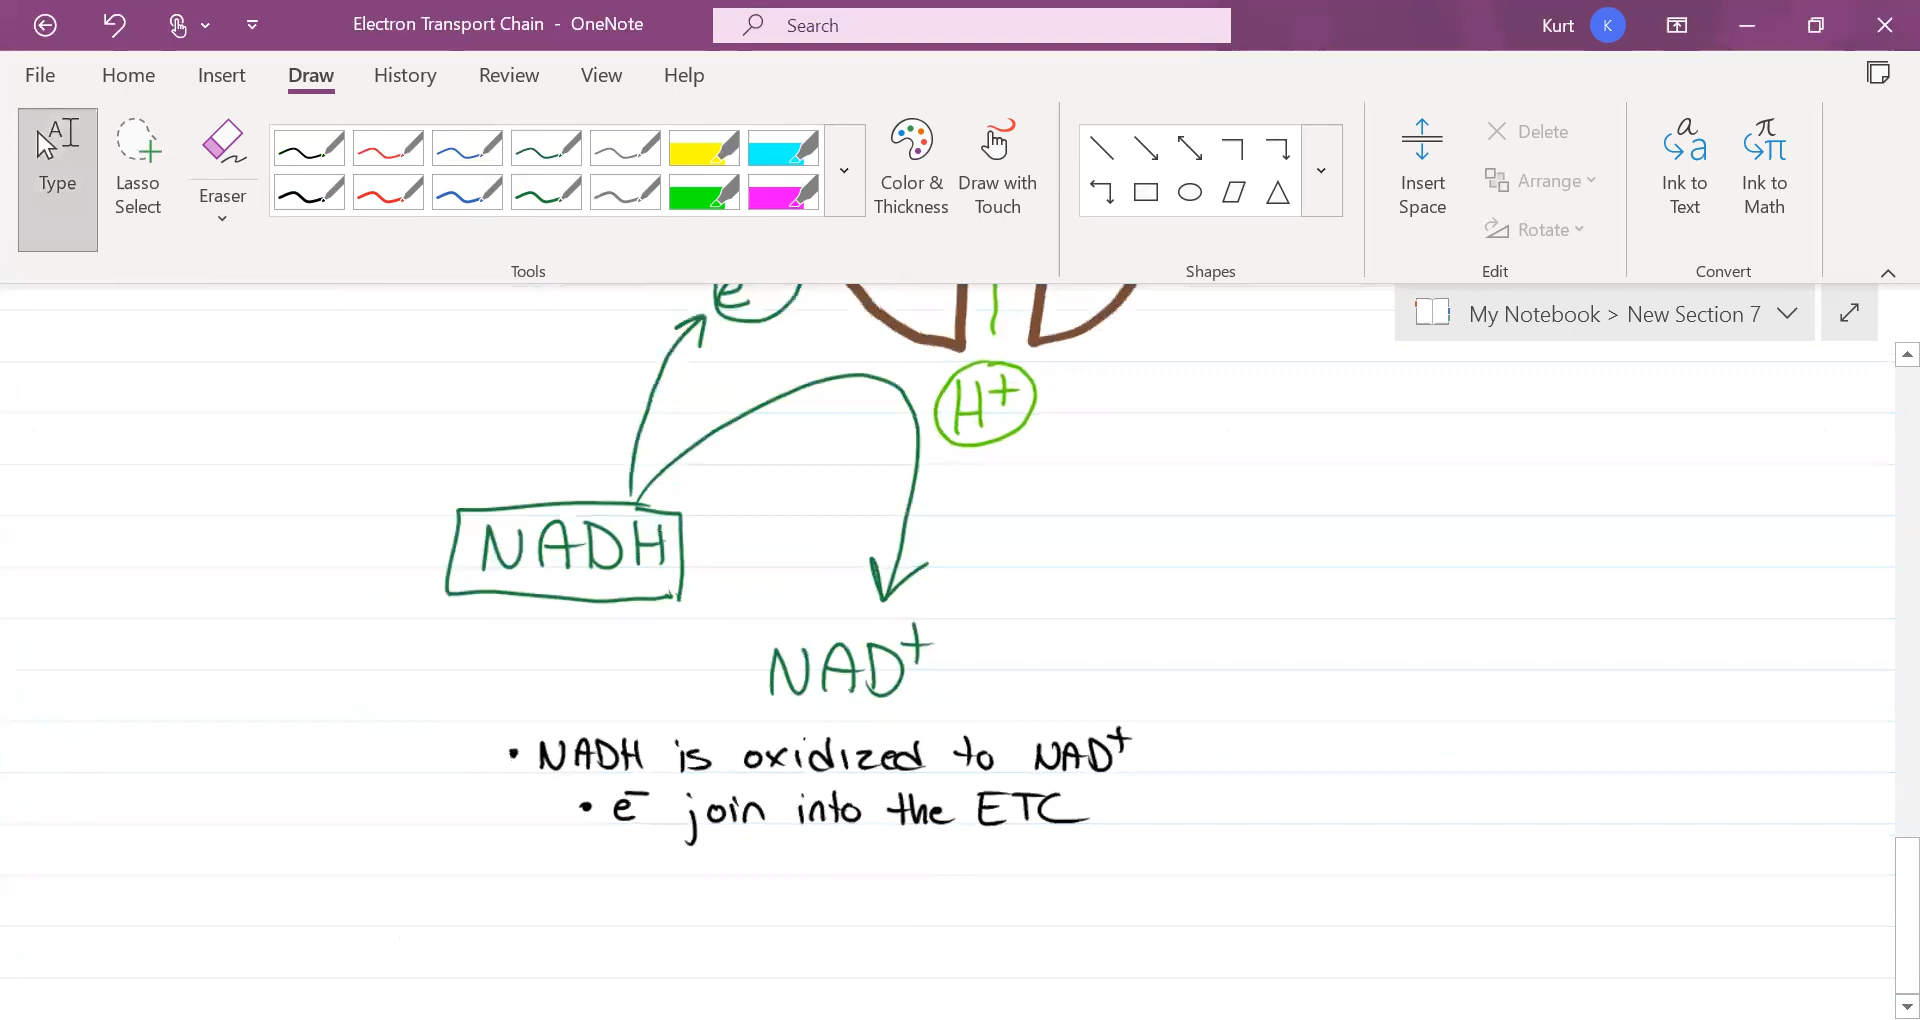 Electron Transport Chain - OneNote
Search
Kurt
K
File Home Insert Draw History Review View Help
Type
Lasso Select
Eraser
Color & Thickness
Draw with Touch
Insert Space
Delete
Arrange
Rotate
Ink to Text
Ink to Math
Tools
Shapes
Edit
Convert
My Notebook > New Section 7
e⁻
H+
NADH
NAD+
• NADH is oxidized to NAD+
• e⁻ join into the ETC